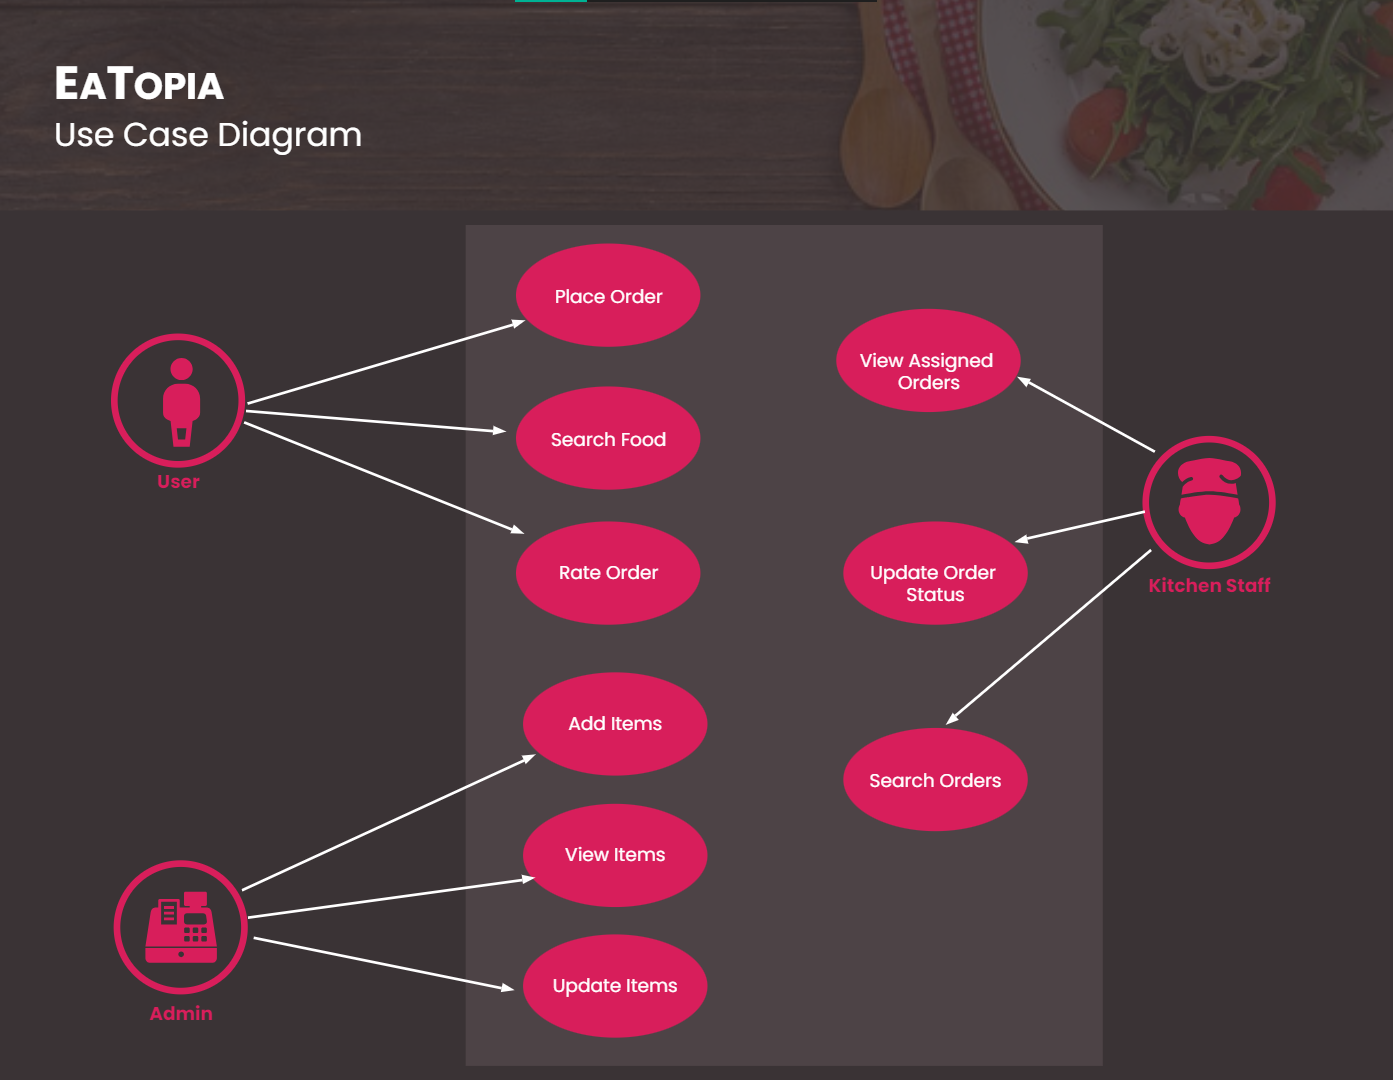 EATOPIA
Use Case Diagram
Place Order
Search Food
Rate Order
User
View Assigned
Orders
Update Order
Status
Search Orders
Kitchen Staff
Add Items
View Items
Update Items
Admin